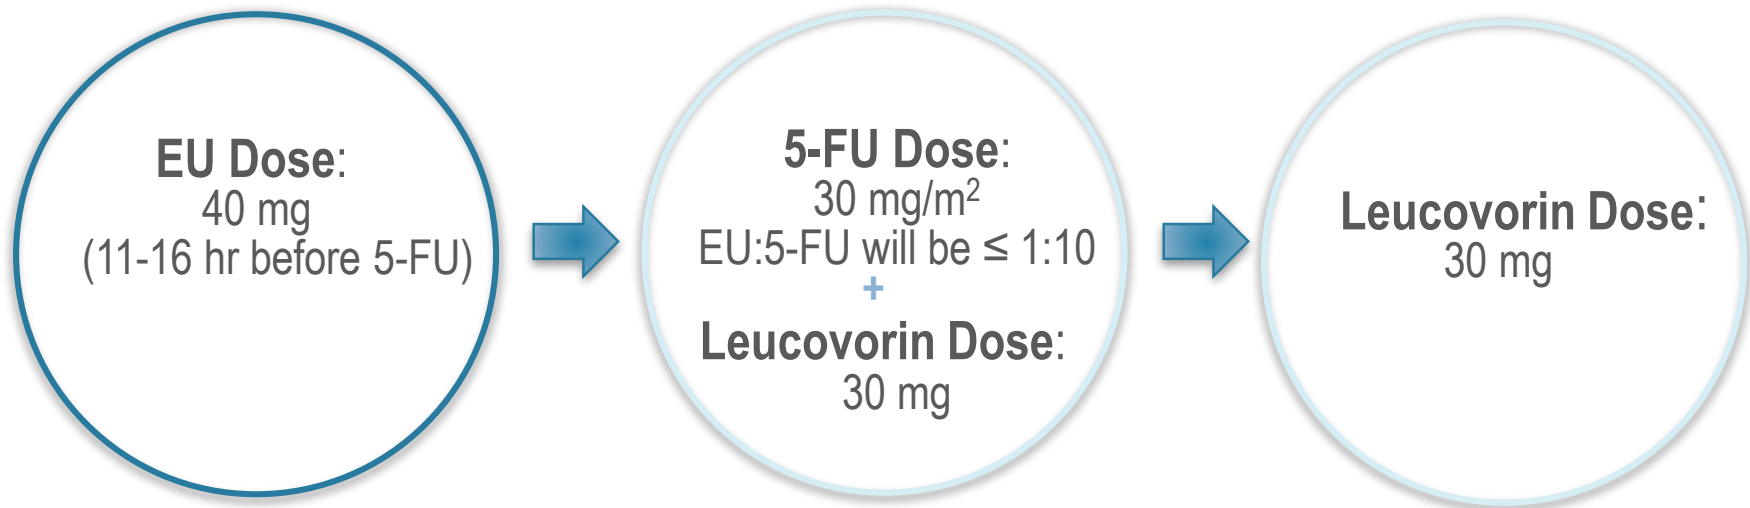 EU Dose:
40 mg
(11-16 hr before 5-FU)
5-FU Dose:
30 mg/m²
EU:5-FU will be ≤ 1:10
+
Leucovorin Dose:
30 mg
Leucovorin Dose:
30 mg